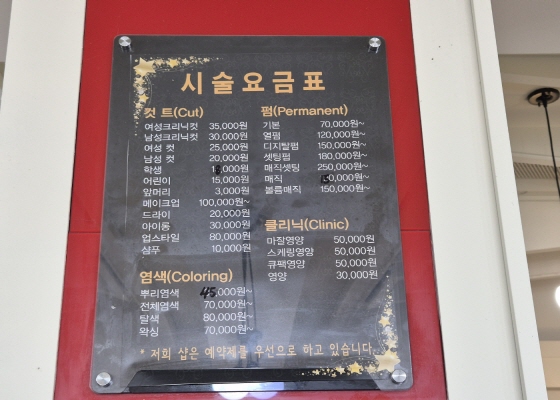 시술요금표
컷 트(Cut)
여성크리닉컷 35,000원
남성크리닉컷 30,000원
여성 컷 25,000원
남성 컷 20,000원
학생
어린이 15,000원
앞머리 3,000원
메이크업 100,000원~
드라이 20,000원
아이롱 30,000원
업스타일 80,000원
샴푸 10,000원
염색(Coloring)
뿌리염색 45,000원~
전체염색 70,000원~
탈색 80,000원~
왁싱 70,000원~
펌(Permanent)
기본 70,000원~
열펌 120,000원~
디지탈펌 150,000원~
셋팅펌 180,000원~
매직셋팅 250,000원~
매직
볼륨매직 150,000원~
클리닉(Clinic)
마잘영양 50,000원
스케링영양 50,000원
큐팩영양 50,000원
영양 30,000원
* 저희 샵은 예약제를 우선으로 하고 있습니다.